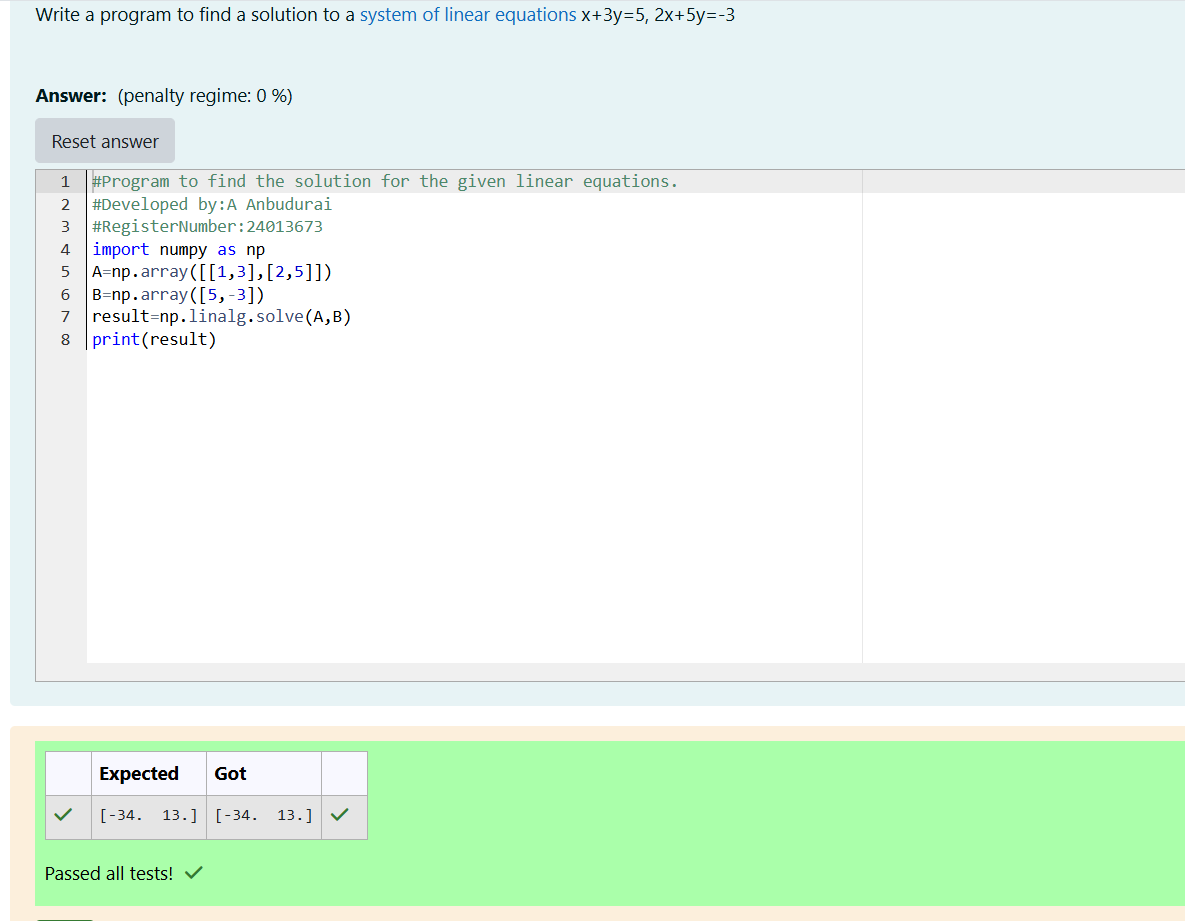 Write a program to find a solution to a system of linear equations x+3y=5, 2x+5y=-3
Answer: (penalty regime: 0 %)
Reset answer
1 #Program to find the solution for the given linear equations.
2 #Developed by:A Anbudurai
3 #RegisterNumber:24013673
4 import numpy as np
5 A=np.array([[1,3],[2,5]])
6 B=np.array([5,-3])
7 result=np.linalg.solve(A,B)
8 print(result)
Expected Got
[-34.  13.] [-34.  13.]
Passed all tests!